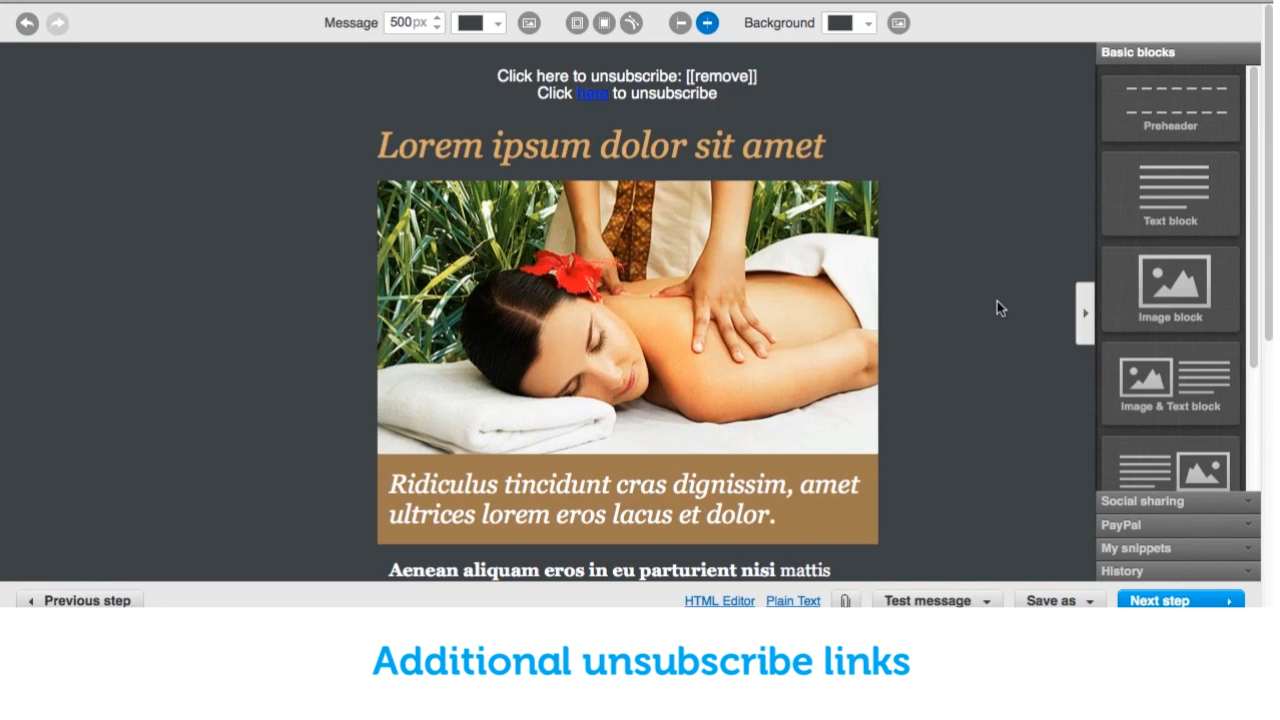 Message 500px Background
Basic blocks
Click here to unsubscribe: [[remove]]
Click here to unsubscribe
Preheader
Lorem ipsum dolor sit amet
Text block
Image block
Image & Text block
Ridiculus tincidunt cras dignissim, amet
ultrices lorem eros lacus et dolor.
Social sharing
PayPal
My snippets
History
Aenean aliquam eros in eu parturient nisi mattis
Previous step HTML Editor Plain Text Test message Save as Next step
Additional unsubscribe links